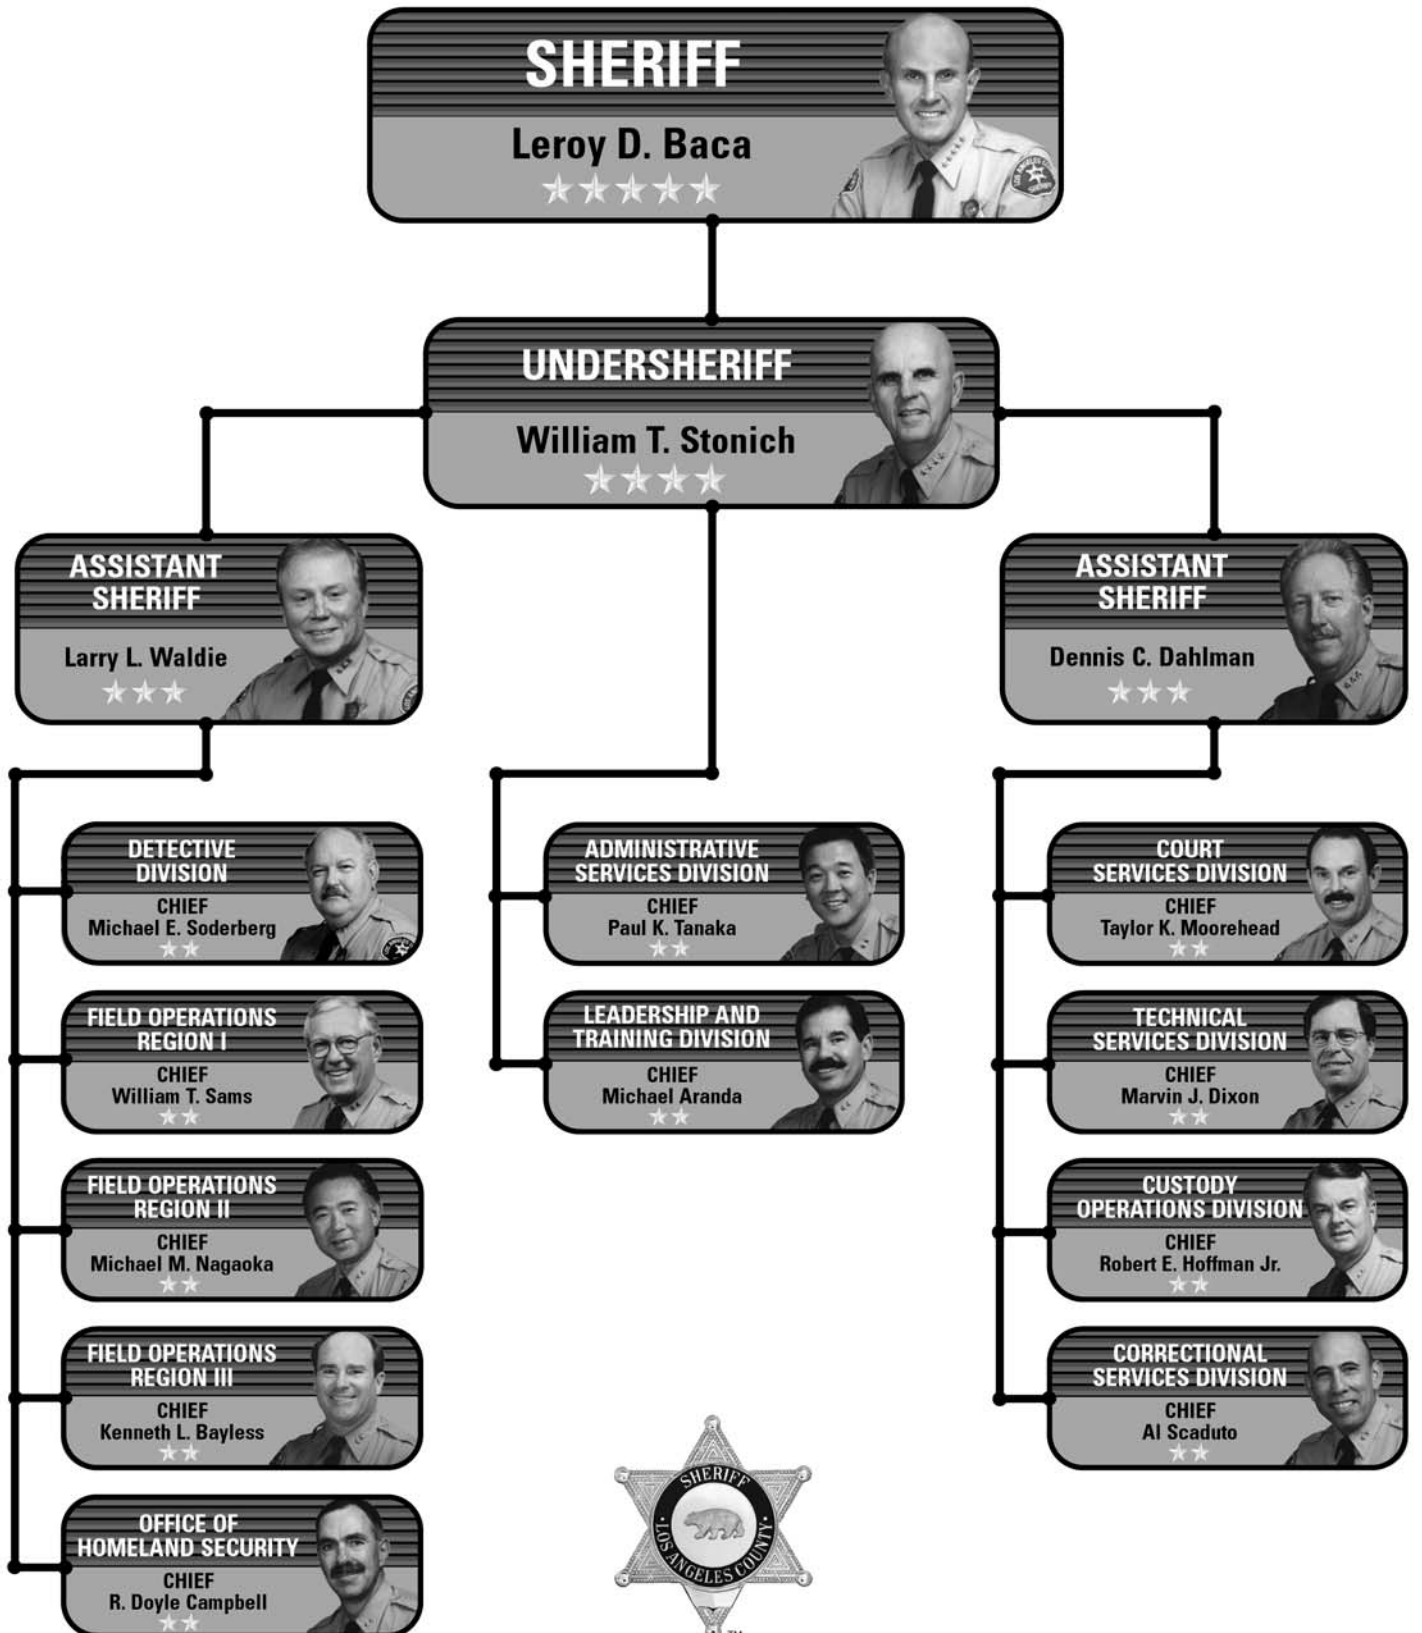 SHERIFF
Leroy D. Baca
UNDERSHERIFF
William T. Stonich
ASSISTANT
SHERIFF
Larry L. Waldie
ASSISTANT
SHERIFF
Dennis C. Dahlman
DETECTIVE
DIVISION
CHIEF
Michael E. Soderberg
FIELD OPERATIONS
REGION I
CHIEF
William T. Sams
FIELD OPERATIONS
REGION II
CHIEF
Michael M. Nagaoka
FIELD OPERATIONS
REGION III
CHIEF
Kenneth L. Bayless
OFFICE OF
HOMELAND SECURITY
CHIEF
R. Doyle Campbell
ADMINISTRATIVE
SERVICES DIVISION
CHIEF
Paul K. Tanaka
LEADERSHIP AND
TRAINING DIVISION
CHIEF
Michael Aranda
COURT
SERVICES DIVISION
CHIEF
Taylor K. Moorehead
TECHNICAL
SERVICES DIVISION
CHIEF
Marvin J. Dixon
CUSTODY
OPERATIONS DIVISION
CHIEF
Robert E. Hoffman Jr.
CORRECTIONAL
SERVICES DIVISION
CHIEF
Al Scaduto
SHERIFF
LOS ANGELES COUNTY
TM